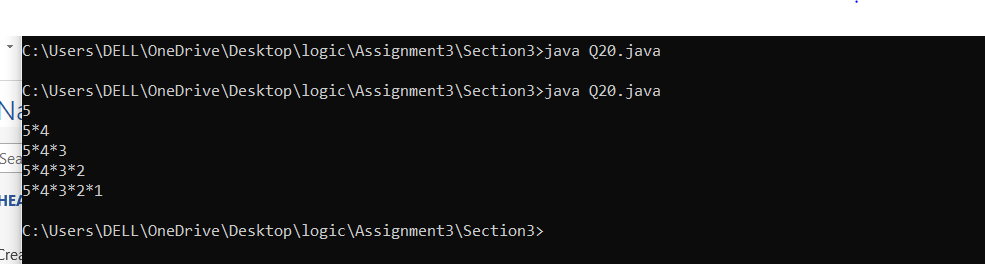 C:\Users\DELL\OneDrive\Desktop\logic\Assignment3\Section3>java Q20.java
C:\Users\DELL\OneDrive\Desktop\logic\Assignment3\Section3>java Q20.java
5
5*4
5*4*3
5*4*3*2
5*4*3*2*1
C:\Users\DELL\OneDrive\Desktop\logic\Assignment3\Section3>